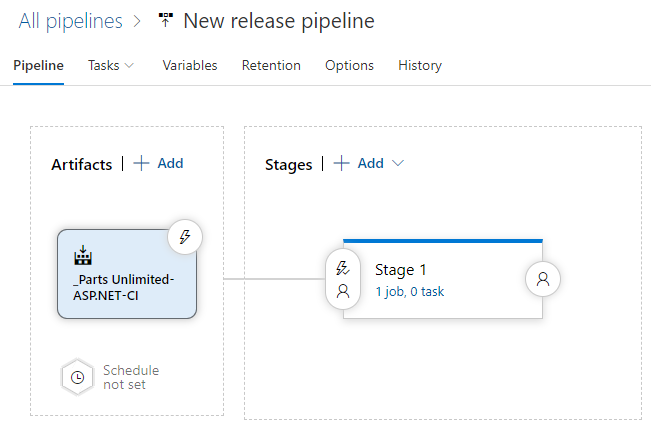 All pipelines > New release pipeline
Pipeline Tasks Variables Retention Options History
Artifacts | + Add
Stages | + Add
_Parts Unlimited-
ASP.NET-CI
Schedule
not set
Stage 1
1 job, 0 task